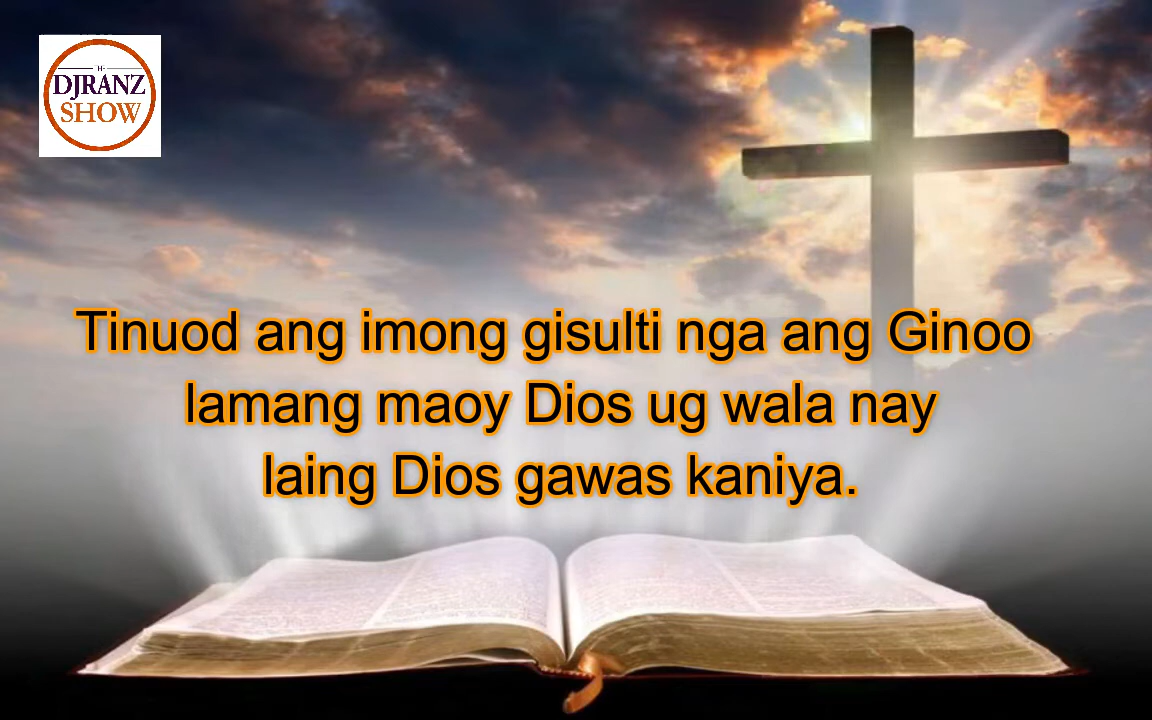 THE
DJRANZ
SHOW
Tinuod ang imong gisulti nga ang Ginoo
lamang maoy Dios ug wala nay
laing Dios gawas kaniya.